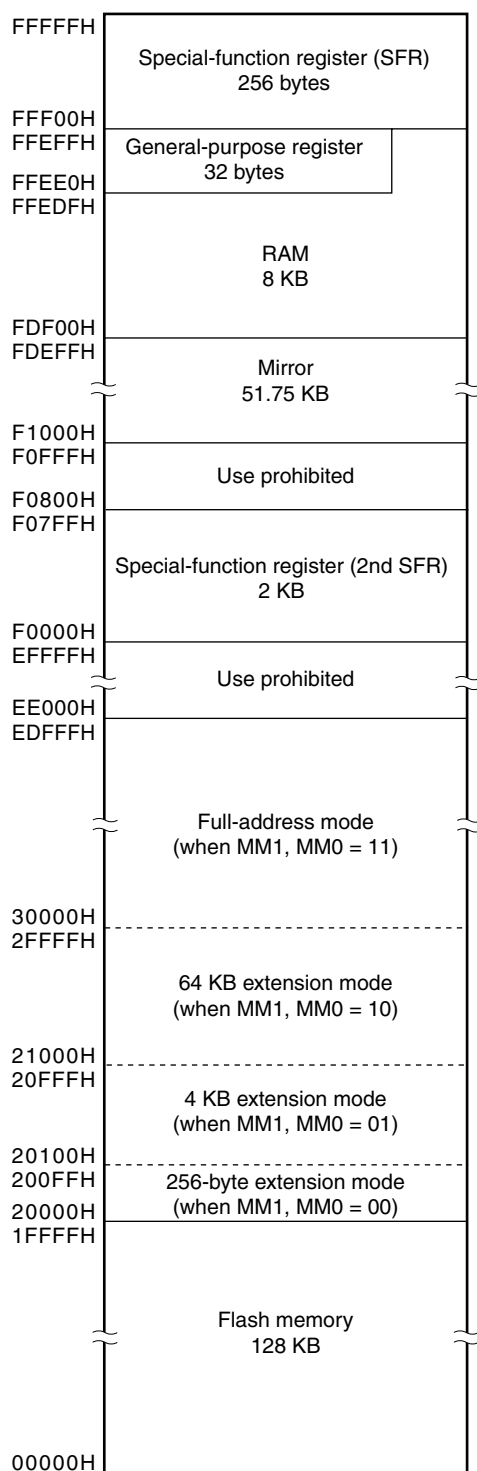 FFFFFH
Special-function register (SFR)
256 bytes
FFF00H
FFEFFH
General-purpose register
32 bytes
FFEE0H
FFEDFH
RAM
8 KB
FDF00H
FDEFFH
Mirror
51.75 KB
F1000H
F0FFFH
Use prohibited
F0800H
F07FFH
Special-function register (2nd SFR)
2 KB
F0000H
EFFFFH
Use prohibited
EE000H
EDFFFH
Full-address mode
(when MM1, MM0 = 11)
30000H
2FFFFH
64 KB extension mode
(when MM1, MM0 = 10)
21000H
20FFFH
4 KB extension mode
(when MM1, MM0 = 01)
20100H
200FFH
256-byte extension mode
(when MM1, MM0 = 00)
20000H
1FFFFH
Flash memory
128 KB
00000H